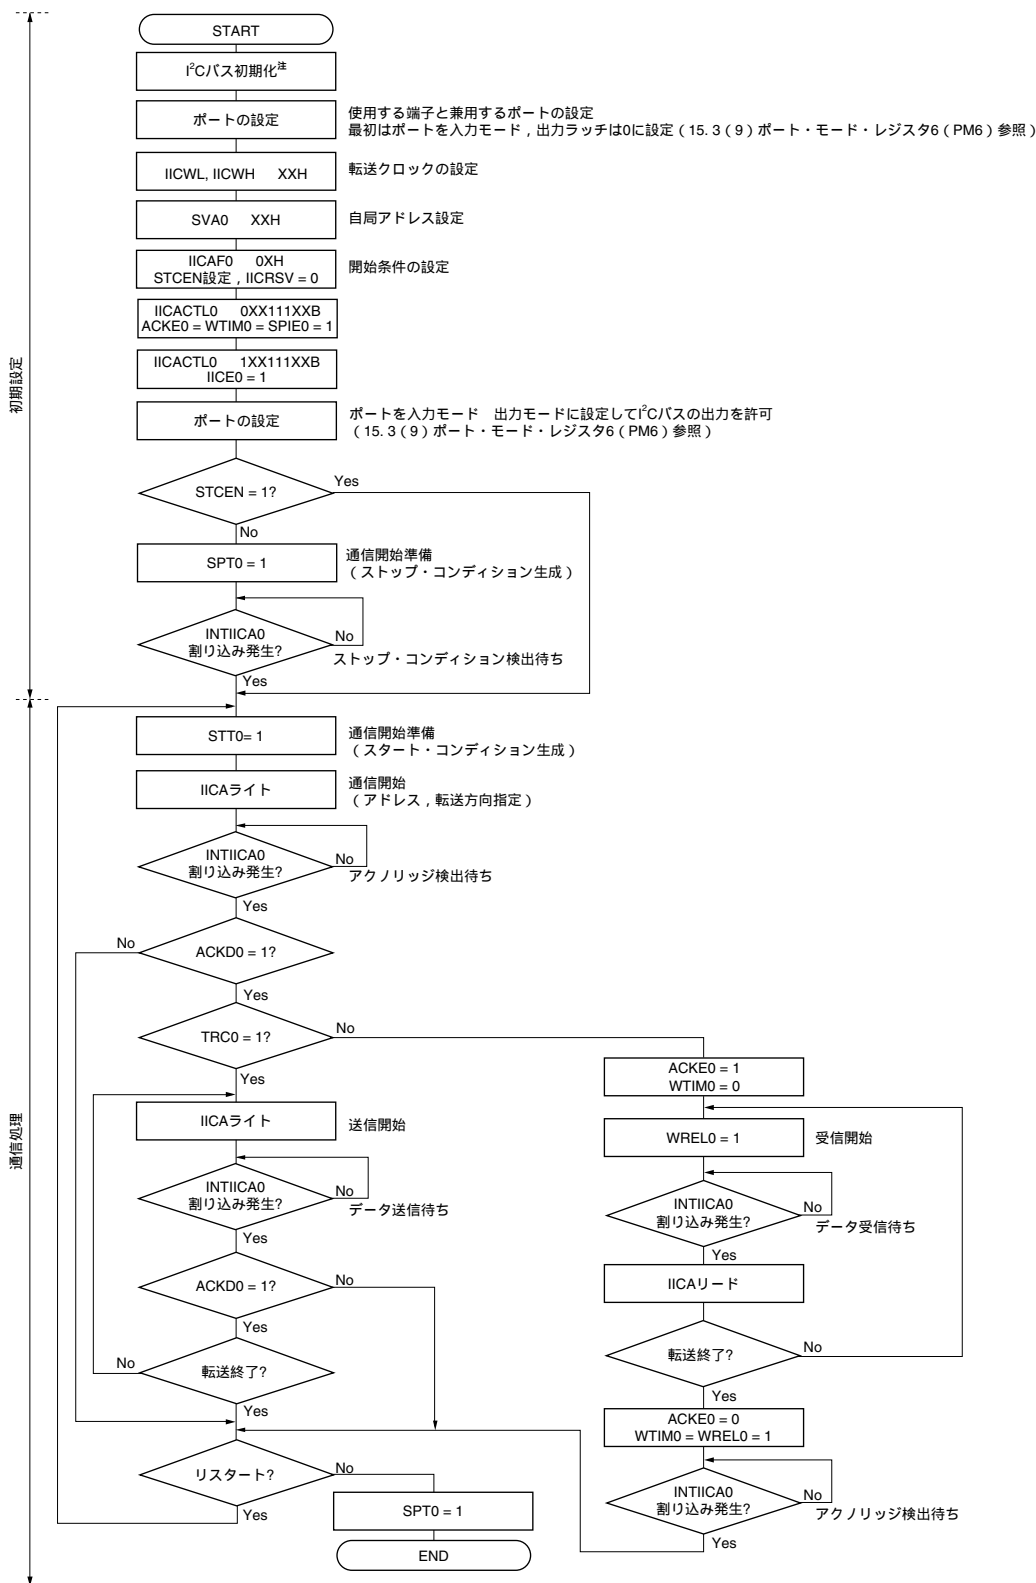 START
I²Cバス初期化注
ポートの設定
使用する端子と兼用するポートの設定
最初はポートを入力モード，出力ラッチは0に設定（15. 3（9）ポート・モード・レジスタ6（PM6）参照）
IICWL, IICWH XXH
転送クロックの設定
SVA0 XXH
自局アドレス設定
IICAF0 0XH
STCEN設定，IICRSV = 0
開始条件の設定
IICACTL0 0XX111XXB
ACKE0 = WTIM0 = SPIE0 = 1
IICACTL0 1XX111XXB
IICE0 = 1
初期設定
ポートの設定
ポートを入力モード 出力モードに設定してI²Cバスの出力を許可
（15. 3（9）ポート・モード・レジスタ6（PM6）参照）
STCEN = 1?
Yes
No
SPT0 = 1
通信開始準備
（ストップ・コンディション生成）
INTIICA0
割り込み発生?
No
ストップ・コンディション検出待ち
Yes
STT0= 1
通信開始準備
（スタート・コンディション生成）
IICAライト
通信開始
（アドレス，転送方向指定）
INTIICA0
割り込み発生?
No
アクノリッジ検出待ち
Yes
ACKD0 = 1?
No
Yes
TRC0 = 1?
No
Yes
通信処理
IICAライト
送信開始
INTIICA0
割り込み発生?
No
データ送信待ち
Yes
ACKD0 = 1?
No
Yes
転送終了?
No
Yes
リスタート?
No
Yes
SPT0 = 1
END
ACKE0 = 1
WTIM0 = 0
WREL0 = 1
受信開始
INTIICA0
割り込み発生?
No
データ受信待ち
Yes
IICAリード
転送終了?
No
Yes
ACKE0 = 0
WTIM0 = WREL0 = 1
INTIICA0
割り込み発生?
No
アクノリッジ検出待ち
Yes